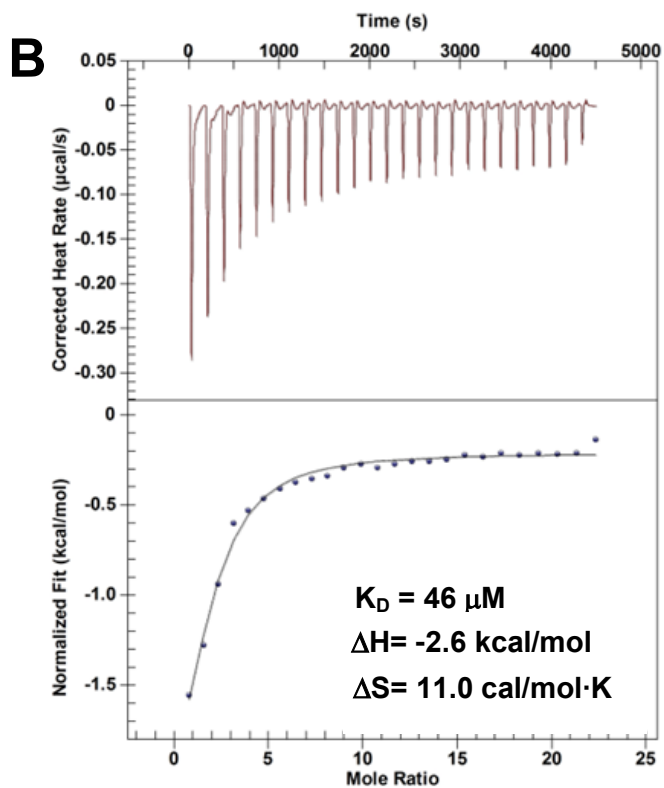 B
Time (s)
0 1000 2000 3000 4000 5000
Corrected Heat Rate (µcal/s)
0.05
0
-0.05
-0.10
-0.15
-0.20
-0.25
-0.30
Normalized Fit (kcal/mol)
0
-0.5
-1.0
-1.5
K_D = 46 µM
ΔH= -2.6 kcal/mol
ΔS= 11.0 cal/mol·K
0 5 10 15 20 25
Mole Ratio